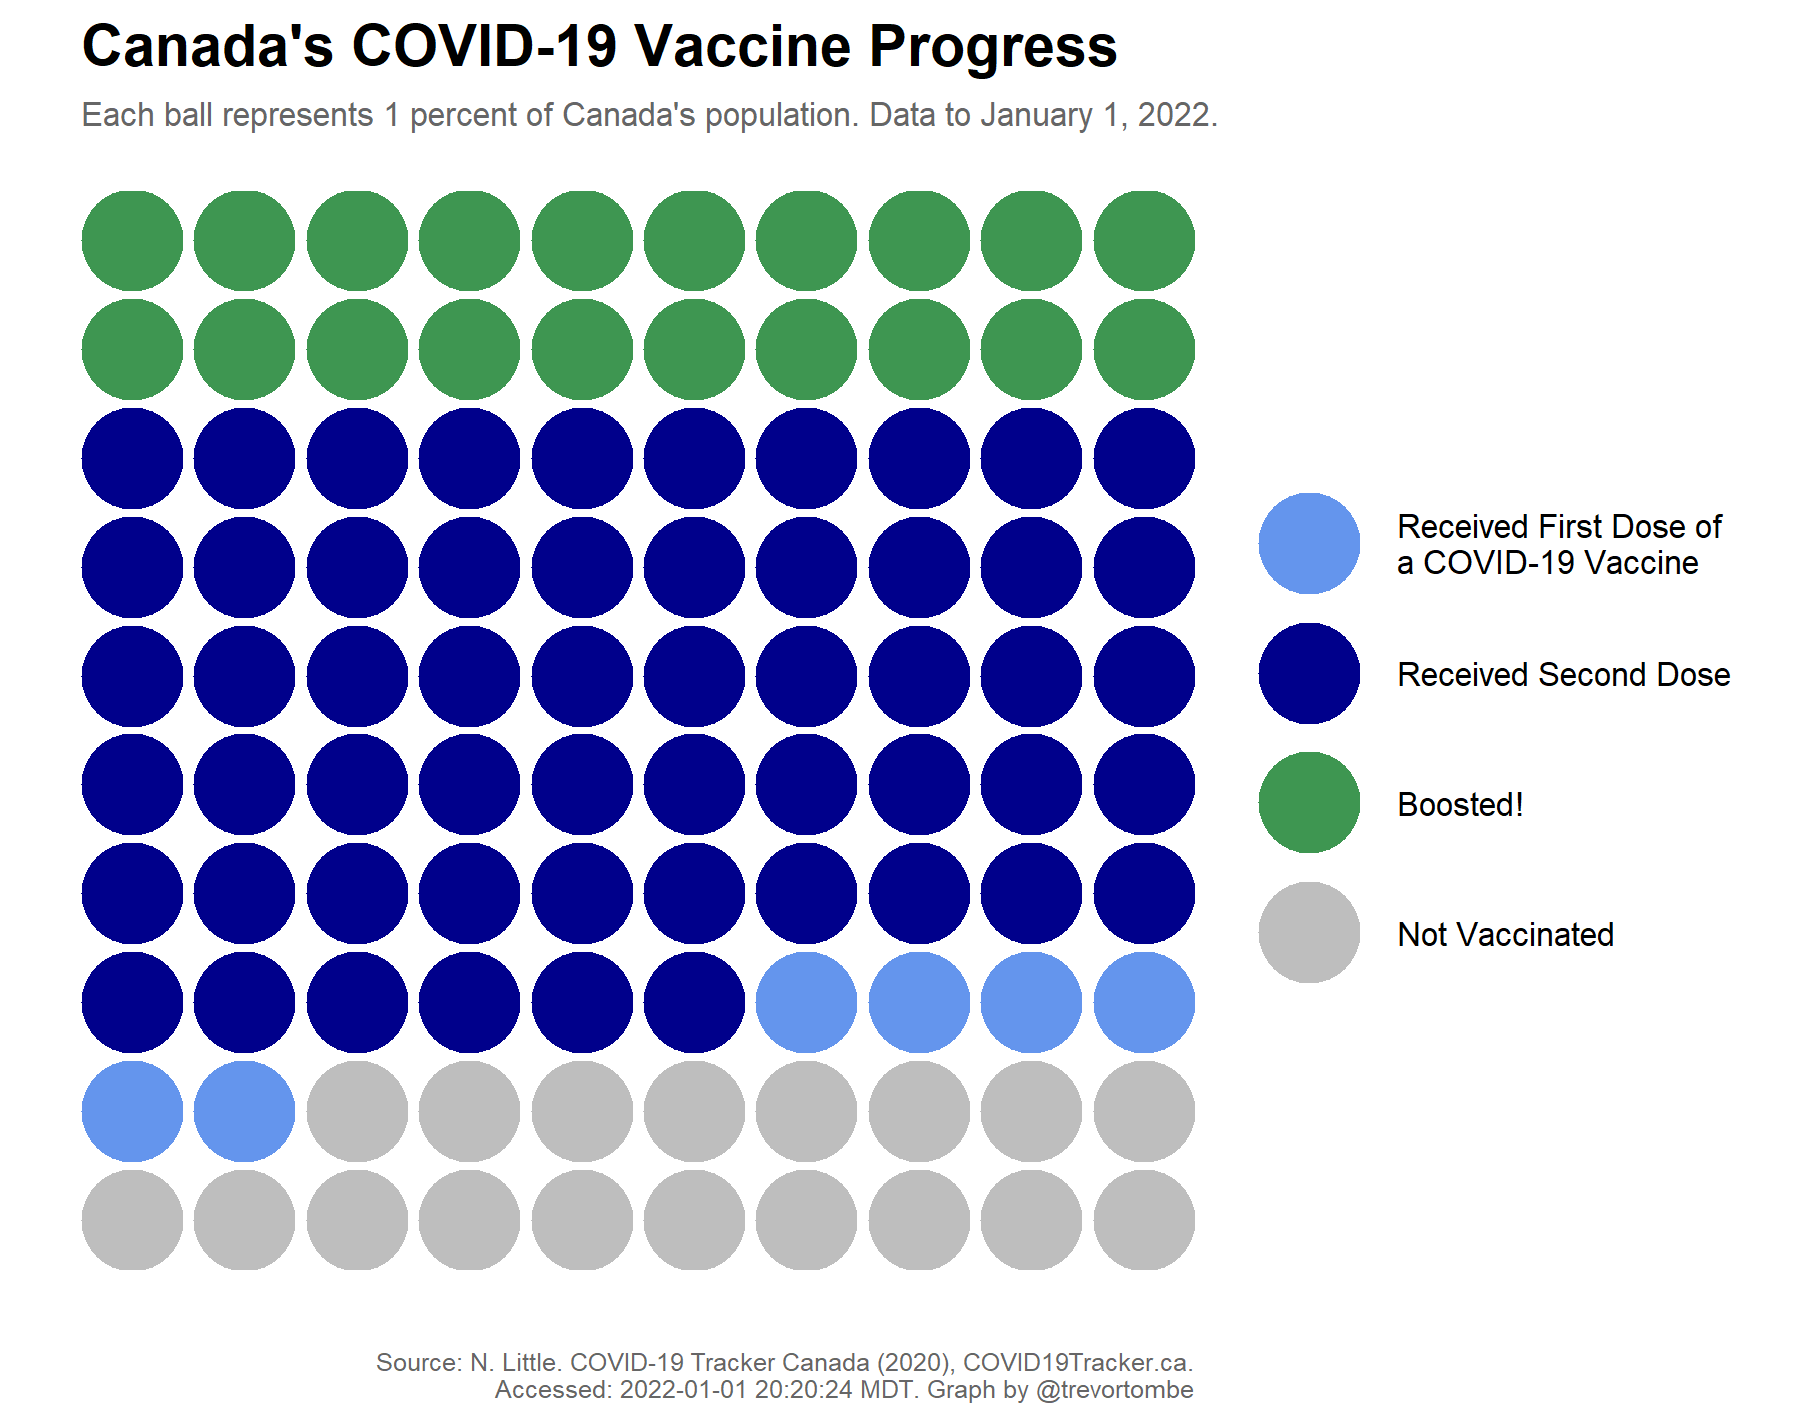 Canada's COVID-19 Vaccine Progress
Each ball represents 1 percent of Canada's population. Data to January 1, 2022.
Received First Dose of
a COVID-19 Vaccine
Received Second Dose
Boosted!
Not Vaccinated
Source: N. Little. COVID-19 Tracker Canada (2020), COVID19Tracker.ca.
Accessed: 2022-01-01 20:20:24 MDT. Graph by @trevortombe